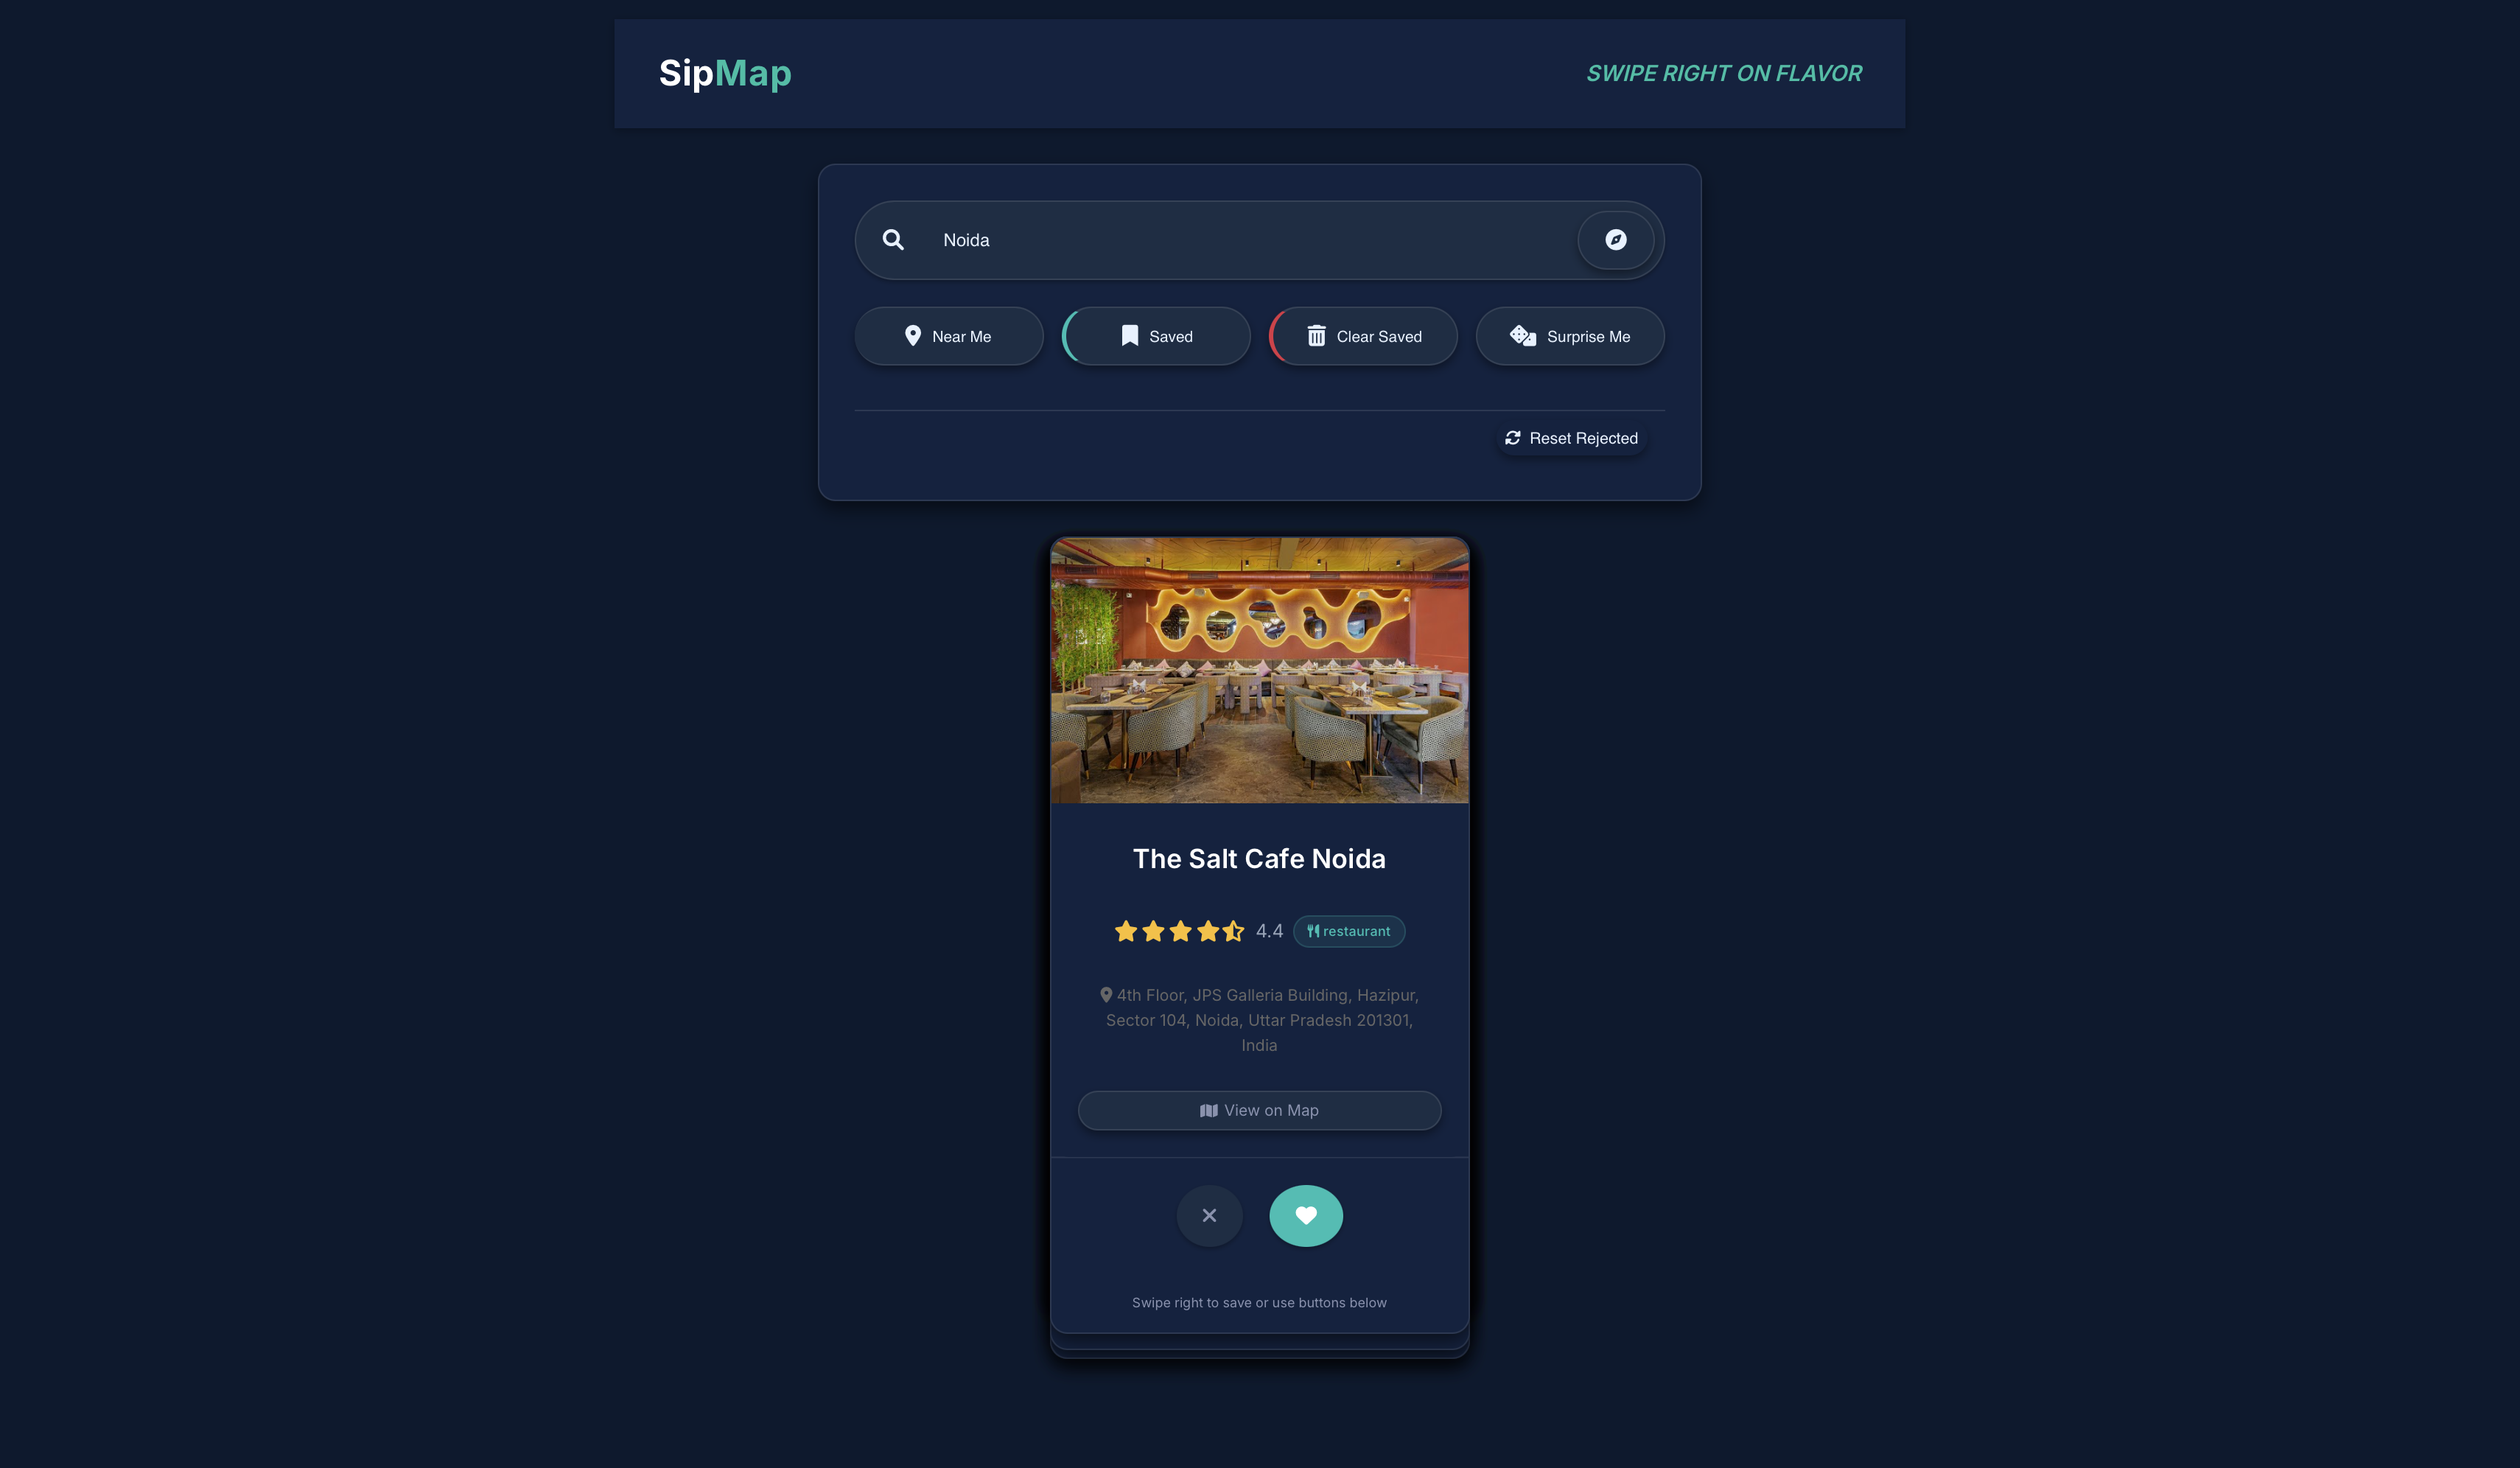 SipMap
SWIPE RIGHT ON FLAVOR
Noida
Near Me
Saved
Clear Saved
Surprise Me
Reset Rejected
The Salt Cafe Noida
4.4
restaurant
4th Floor, JPS Galleria Building, Hazipur,
Sector 104, Noida, Uttar Pradesh 201301,
India
View on Map
Swipe right to save or use buttons below